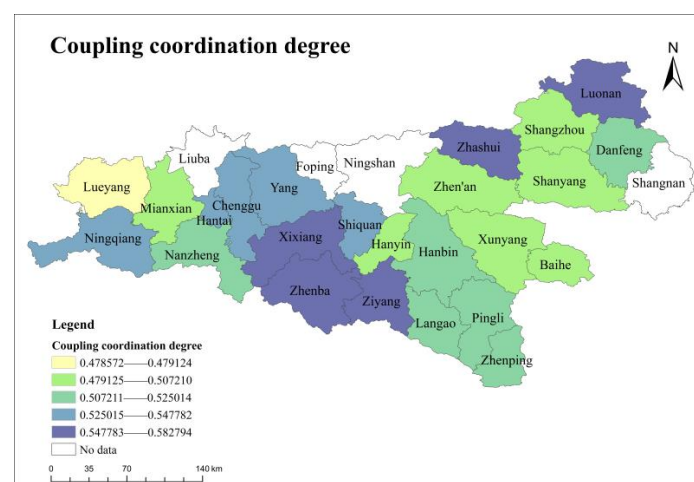 Coupling coordination degree
N
Luonan
Shangzhou
Zhashui
Danfeng
Liuba
Foping
Ningshan
Shangnan
Lueyang
Yang
Zhen'an
Shanyang
Mianxian
Chenggu
Hantai
Shiquan
Ningqiang
Xixiang
Hanyin
Hanbin
Xunyang
Nanzheng
Baihe
Zhenba
Ziyang
Langao
Pingli
Zhenping
Legend
Coupling coordination degree
0.478572——0.479124
0.479125——0.507210
0.507211——0.525014
0.525015——0.547782
0.547783——0.582794
No data
0 35 70 140 km